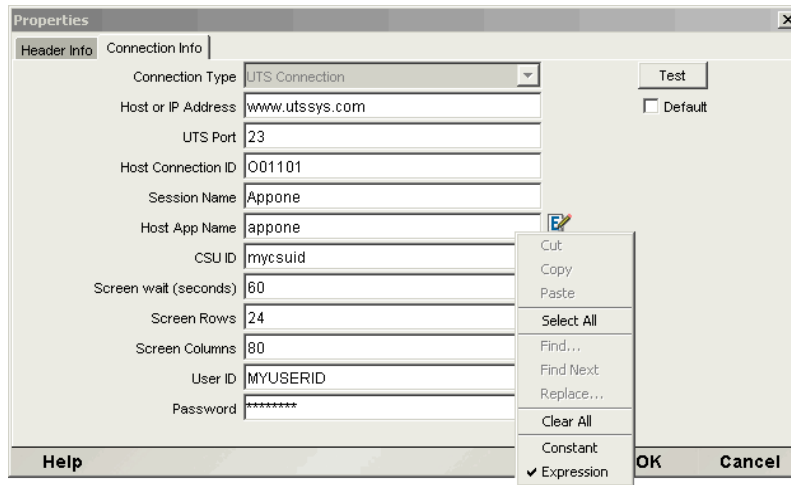 Properties
Header Info Connection Info
Connection Type UTS Connection Test
Host or IP Address www.utssys.com Default
UTS Port 23
Host Connection ID O01101
Session Name Appone
Host App Name appone
CSU ID mycsuid
Screen wait (seconds) 60
Screen Rows 24
Screen Columns 80
User ID MYUSERID
Password ********
Cut
Copy
Paste
Select All
Find...
Find Next
Replace...
Clear All
Constant
Expression
Help OK Cancel